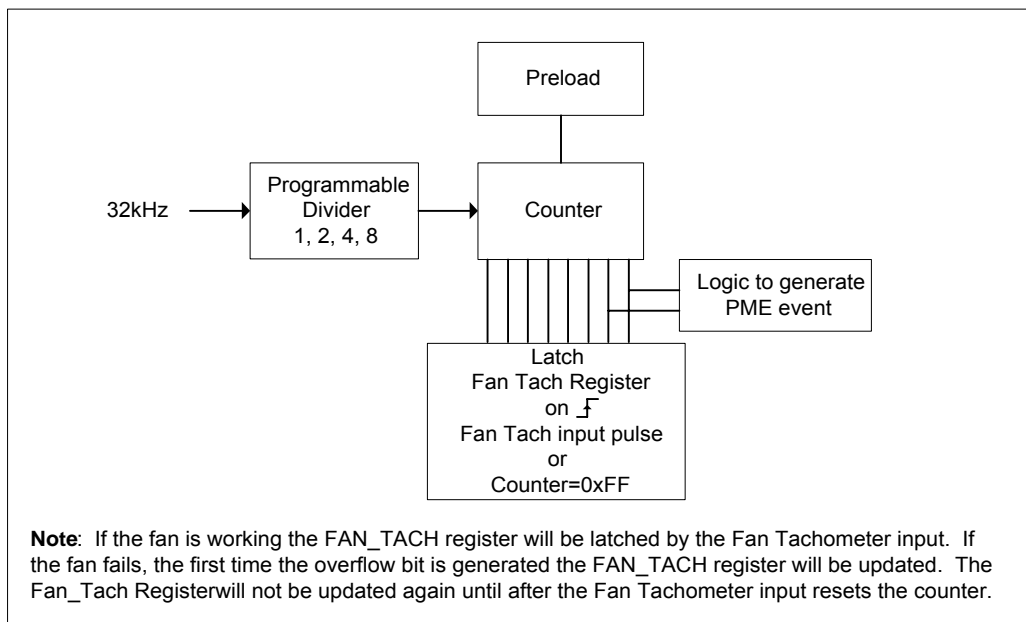 Preload
32kHz
Programmable
Divider
1, 2, 4, 8
Counter
Logic to generate
PME event
Latch
Fan Tach Register
on
Fan Tach input pulse
or
Counter=0xFF
Note: If the fan is working the FAN_TACH register will be latched by the Fan Tachometer input. If
the fan fails, the first time the overflow bit is generated the FAN_TACH register will be updated. The
Fan_Tach Registerwill not be updated again until after the Fan Tachometer input resets the counter.